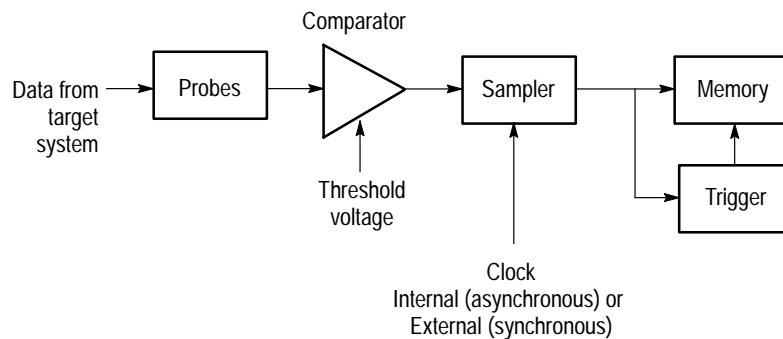 Comparator
Data from
target
system
Probes
Sampler
Memory
Threshold
voltage
Trigger
Clock
Internal (asynchronous) or
External (synchronous)